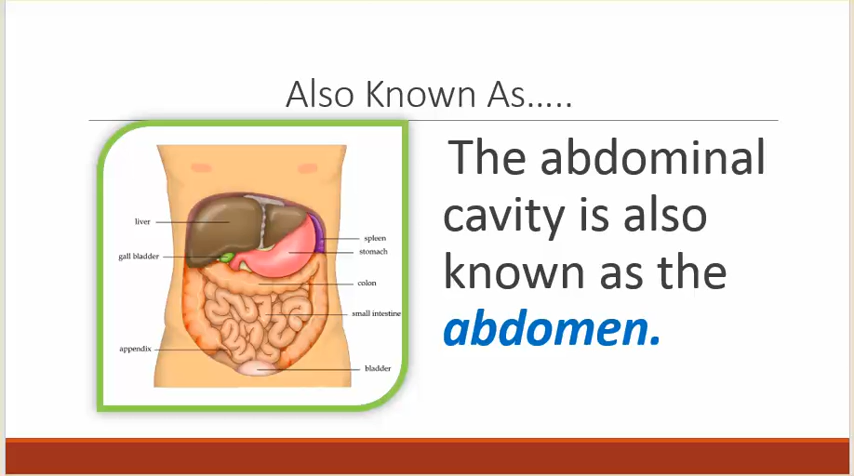 Also Known As.....
liver
gall bladder
appendix
spleen
stomach
colon
small intestine
bladder
The abdominal
cavity is also
known as the
abdomen.